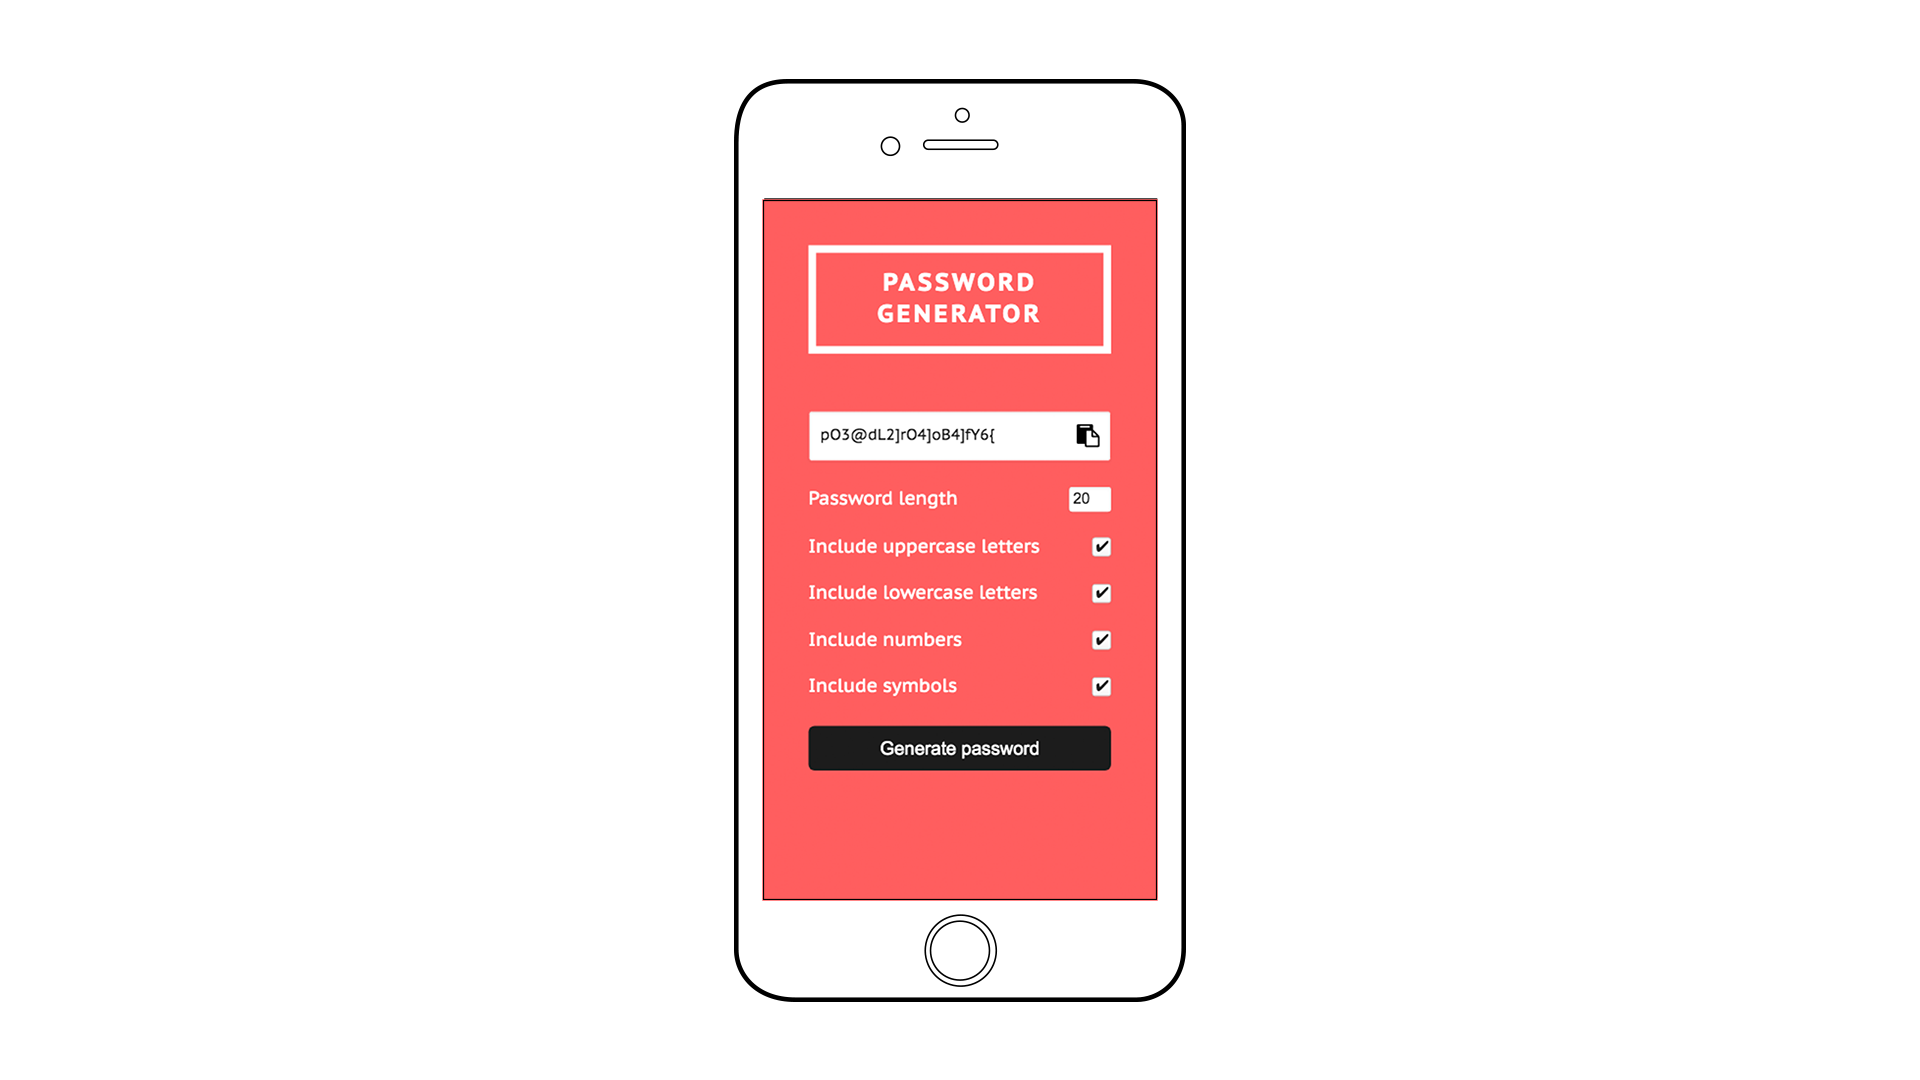 PASSWORD
GENERATOR
pO3@dL2]rO4]oB4]fY6{
Password length 20
Include uppercase letters
Include lowercase letters
Include numbers
Include symbols
Generate password